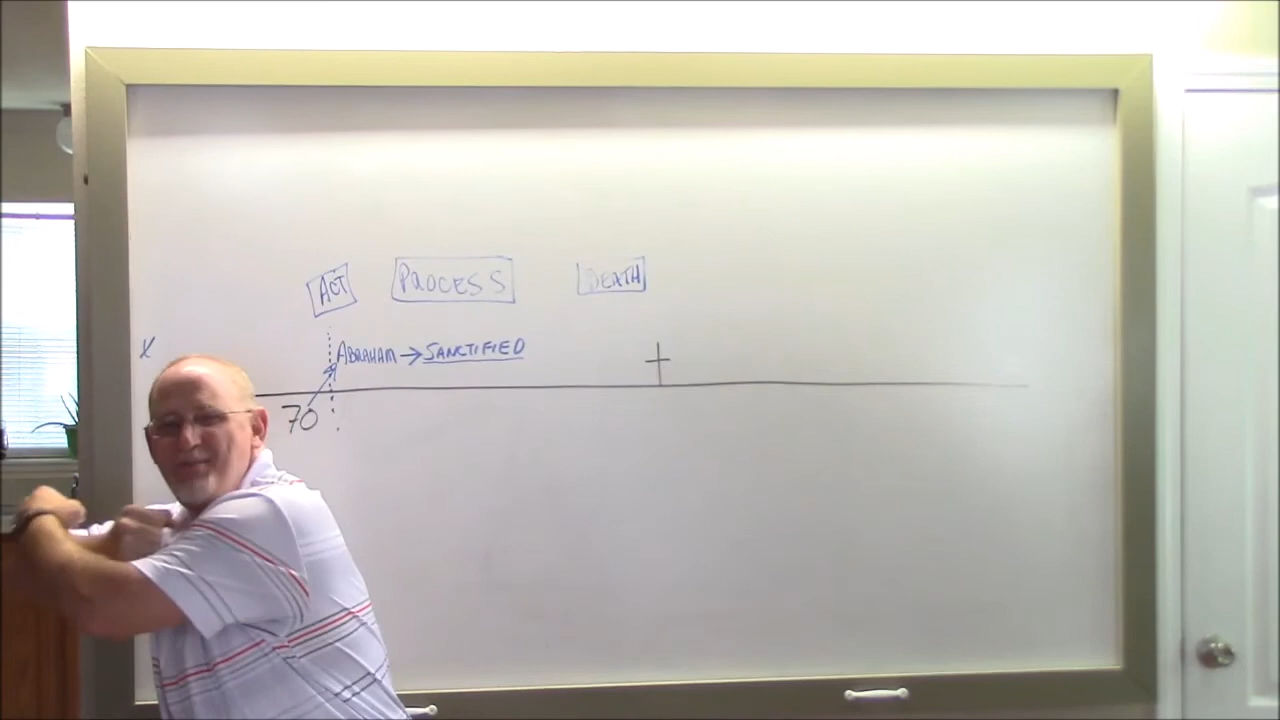 ACT PROCESS DEATH
X
ABRAHAM → SANCTIFIED
70